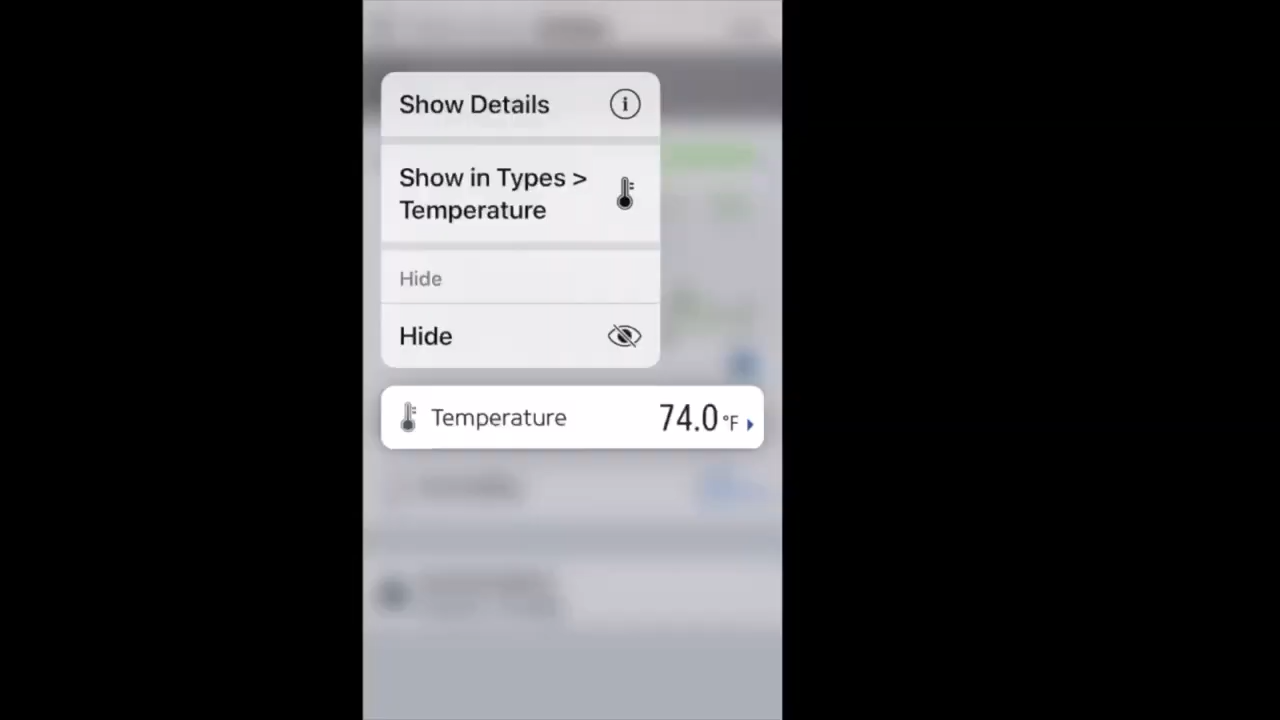 Show Details
Show in Types >
Temperature
Hide
Hide
Temperature 74.0 °F